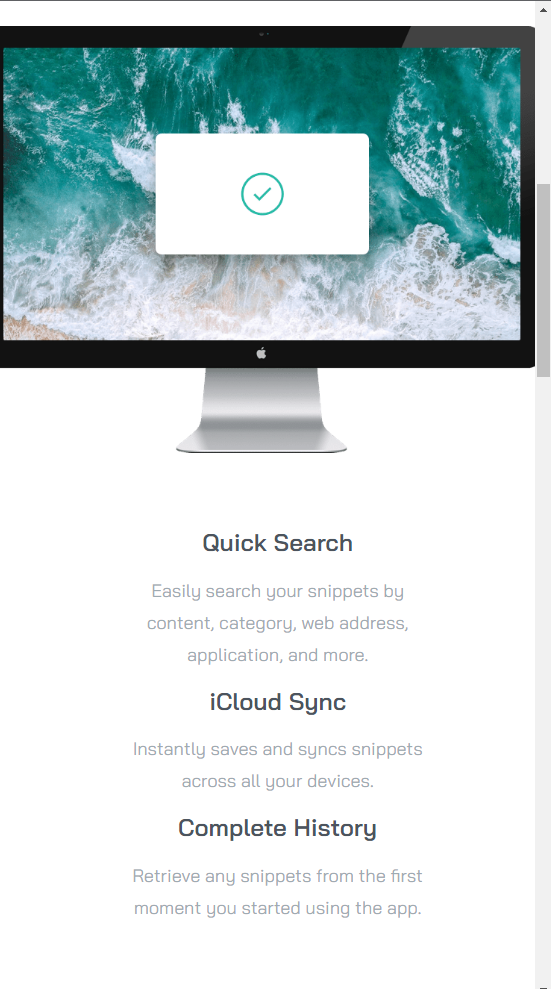 Quick Search
Easily search your snippets by
content, category, web address,
application, and more.
iCloud Sync
Instantly saves and syncs snippets
across all your devices.
Complete History
Retrieve any snippets from the first
moment you started using the app.